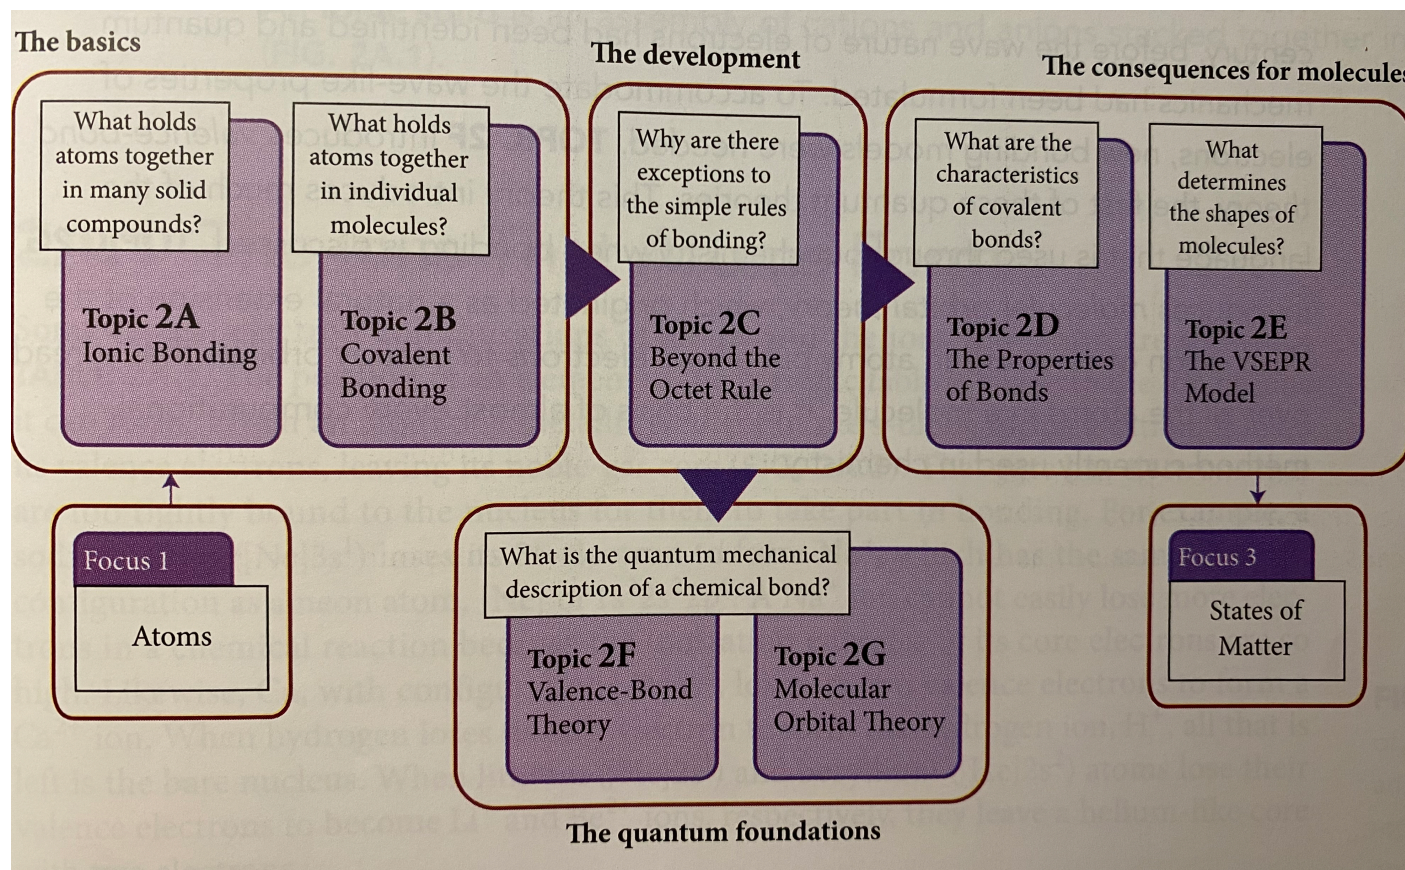 The basics
What holds
atoms together
in many solid
compounds?
Topic 2A
Ionic Bonding
What holds
atoms together
in individual
molecules?
Topic 2B
Covalent
Bonding
The development
Why are there
exceptions to
the simple rules
of bonding?
Topic 2C
Beyond the
Octet Rule
The consequences for molecules
What are the
characteristics
of covalent
bonds?
Topic 2D
The Properties
of Bonds
What
determines
the shapes of
molecules?
Topic 2E
The VSEPR
Model
Focus 1
Atoms
What is the quantum mechanical
description of a chemical bond?
Topic 2F
Valence-Bond
Theory
Topic 2G
Molecular
Orbital Theory
The quantum foundations
Focus 3
States of
Matter